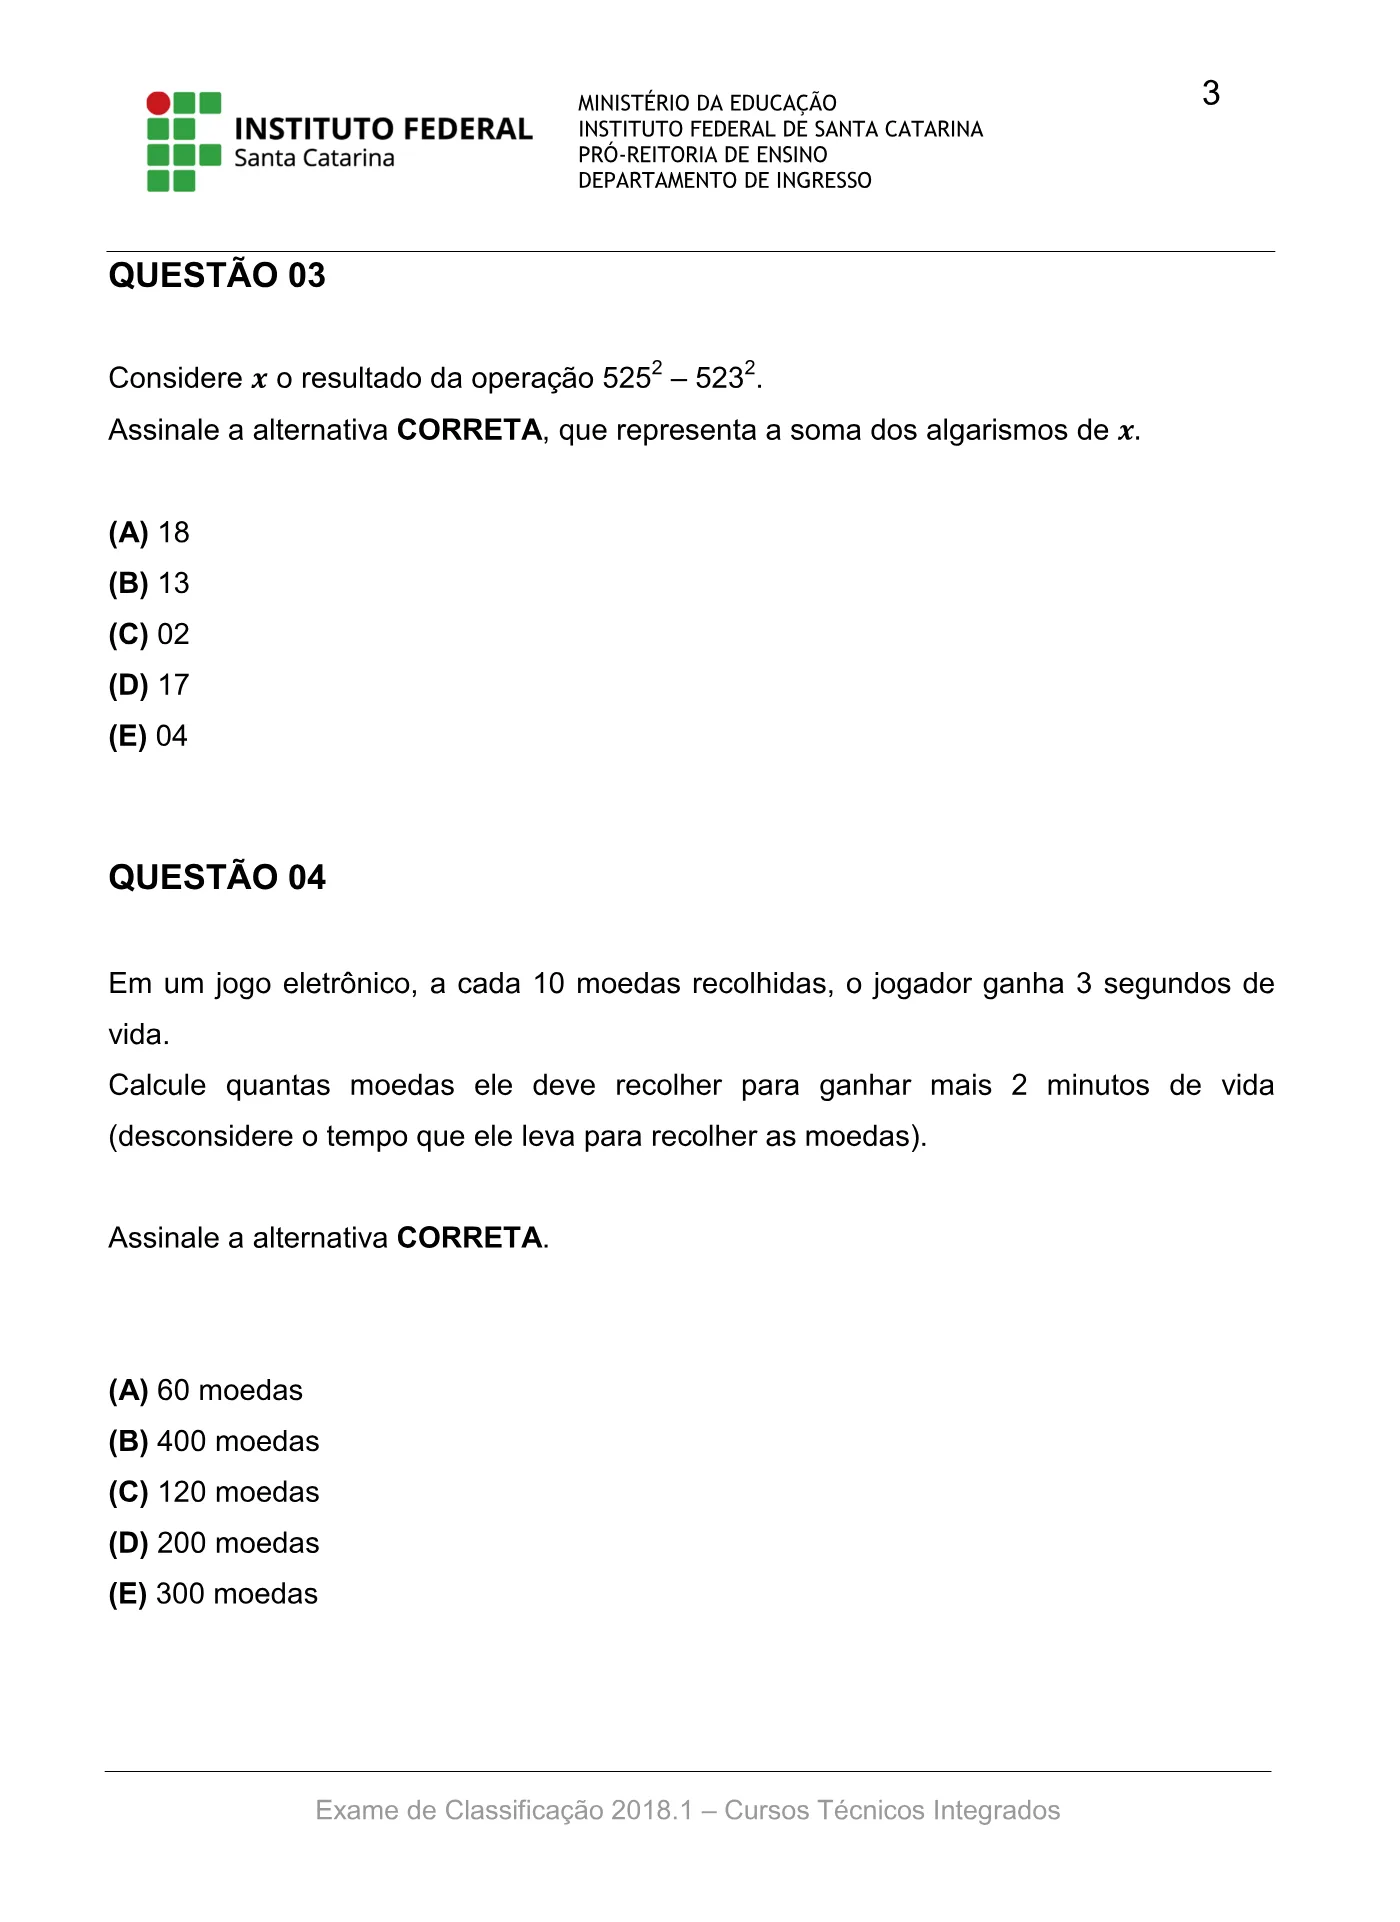 3
INSTITUTO FEDERAL
Santa Catarina
MINISTÉRIO DA EDUCAÇÃO
INSTITUTO FEDERAL DE SANTA CATARINA
PRÓ-REITORIA DE ENSINO
DEPARTAMENTO DE INGRESSO
QUESTÃO 03
Considere x o resultado da operação 525² – 523².
Assinale a alternativa CORRETA, que representa a soma dos algarismos de x.
(A) 18
(B) 13
(C) 02
(D) 17
(E) 04
QUESTÃO 04
Em um jogo eletrônico, a cada 10 moedas recolhidas, o jogador ganha 3 segundos de
vida.
Calcule quantas moedas ele deve recolher para ganhar mais 2 minutos de vida
(desconsidere o tempo que ele leva para recolher as moedas).
Assinale a alternativa CORRETA.
(A) 60 moedas
(B) 400 moedas
(C) 120 moedas
(D) 200 moedas
(E) 300 moedas
Exame de Classificação 2018.1 – Cursos Técnicos Integrados